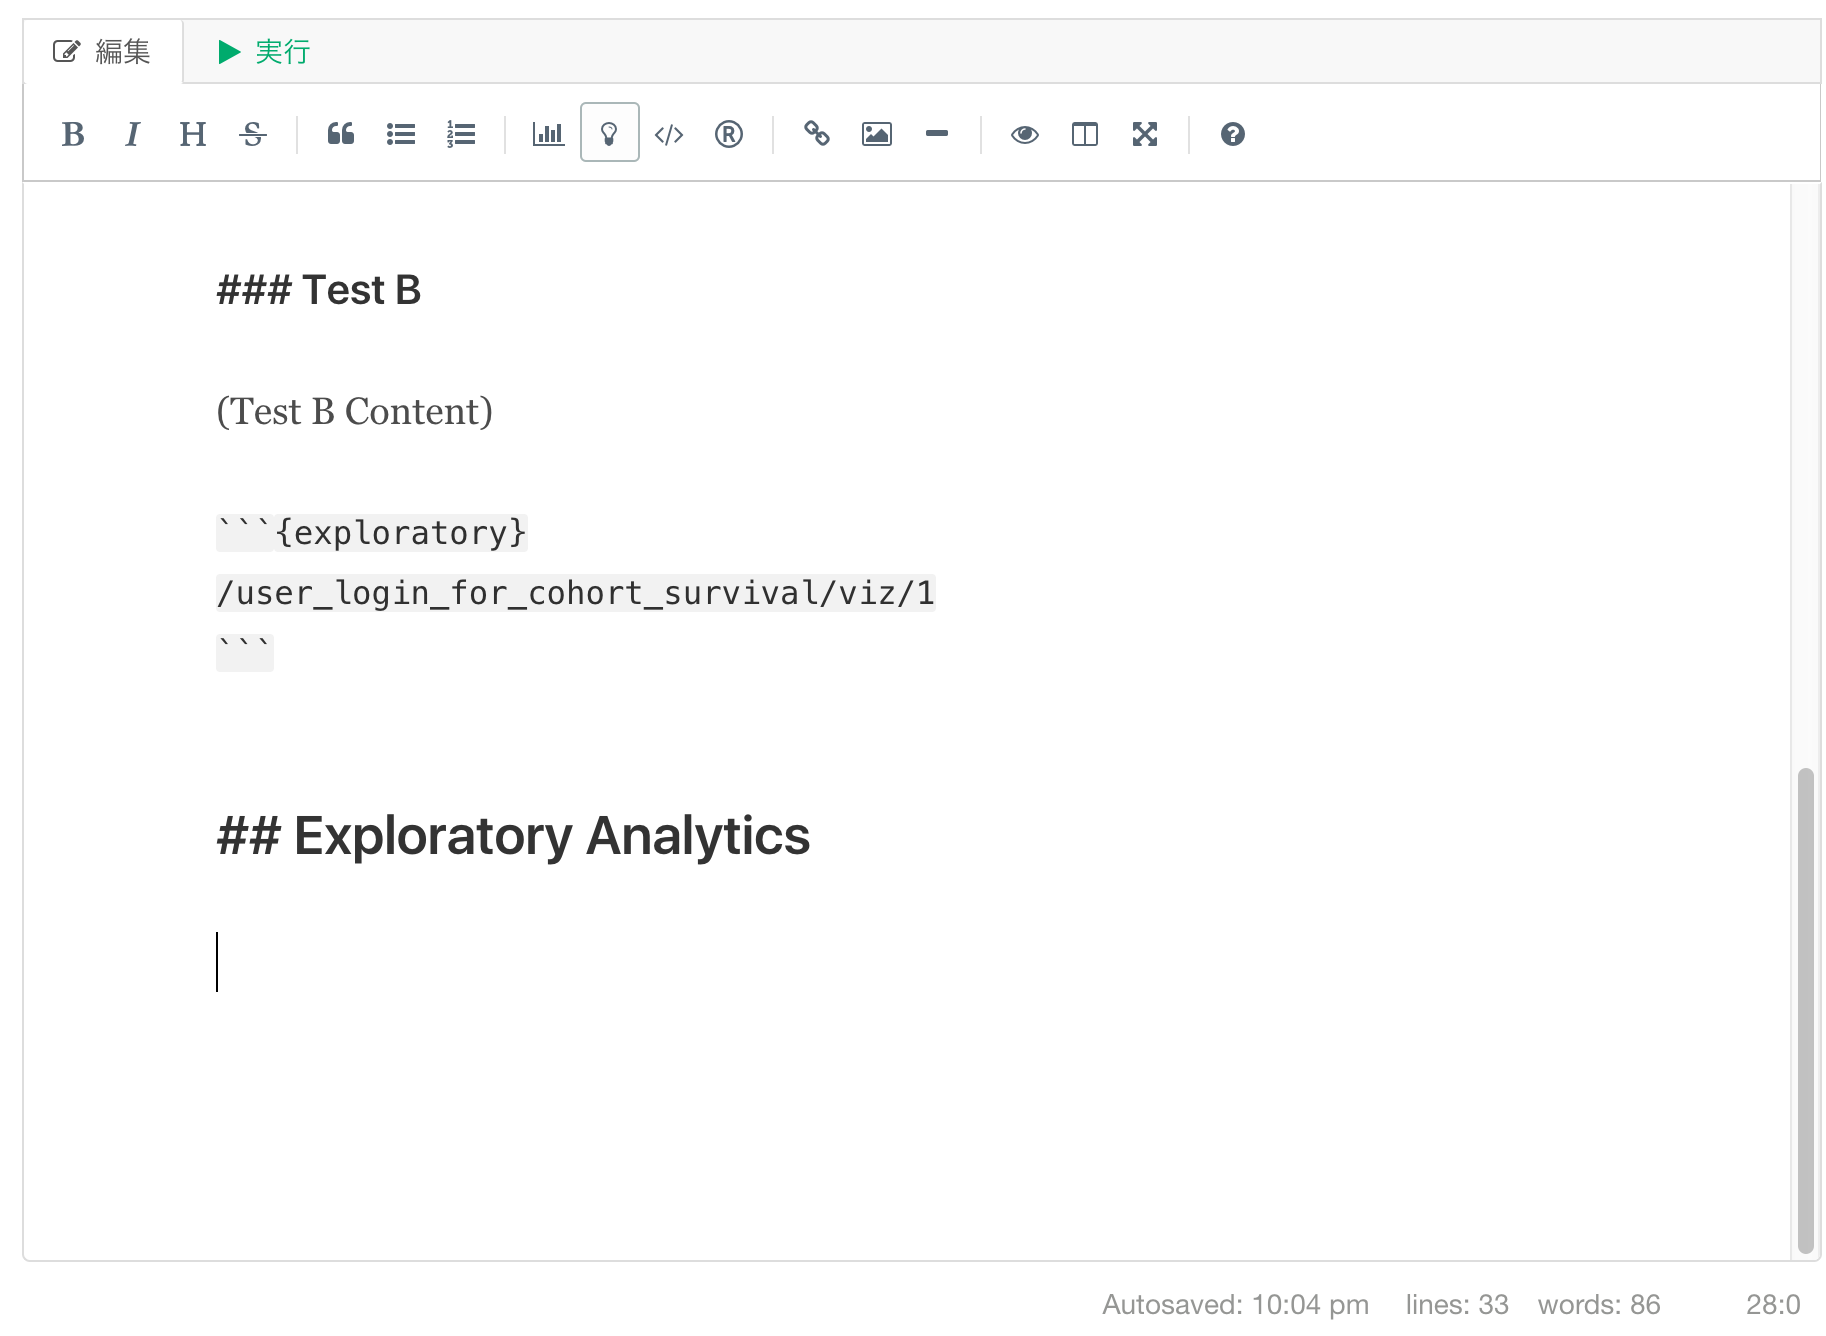 編集 実行
B I H S </> ®
### Test B
(Test B Content)
```{exploratory}
/user_login_for_cohort_survival/viz/1
```
## Exploratory Analytics
Autosaved: 10:04 pm lines: 33 words: 86 28:0